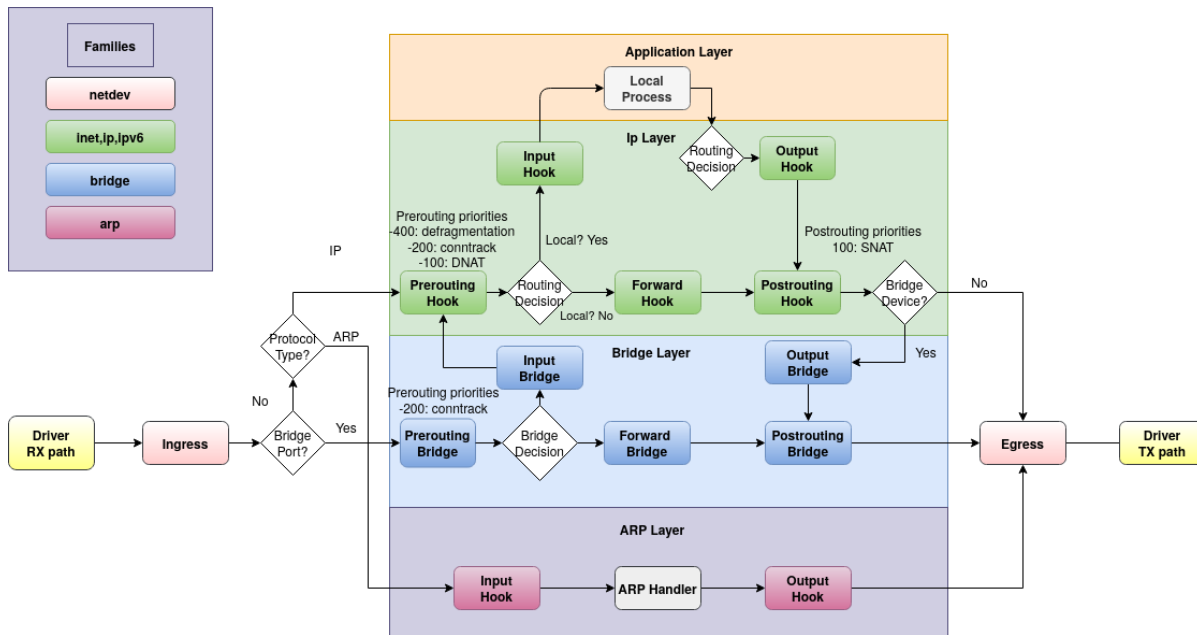 Families
netdev
inet,ip,ipv6
bridge
arp
Application Layer
Local
Process
Ip Layer
Input
Hook
Routing
Decision
Output
Hook
Prerouting priorities
-400: defragmentation
-200: conntrack
-100: DNAT
Local? Yes
Postrouting priorities
100: SNAT
IP
Prerouting
Hook
Routing
Decision
Local? No
Forward
Hook
Postrouting
Hook
Bridge
Device?
No
Protocol
Type?
ARP
Bridge Layer
Input
Bridge
Output
Bridge
Yes
Prerouting priorities
-200: conntrack
No
Yes
Driver
RX path
Ingress
Bridge
Port?
Prerouting
Bridge
Bridge
Decision
Forward
Bridge
Postrouting
Bridge
Egress
Driver
TX path
ARP Layer
Input
Hook
ARP Handler
Output
Hook